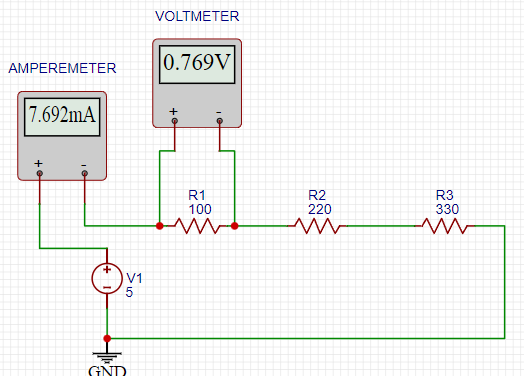 VOLTMETER
0.769V
+ -
AMPEREMETER
7.692mA
+ -
R1
100
R2
220
R3
330
+
-
V1
5
GND